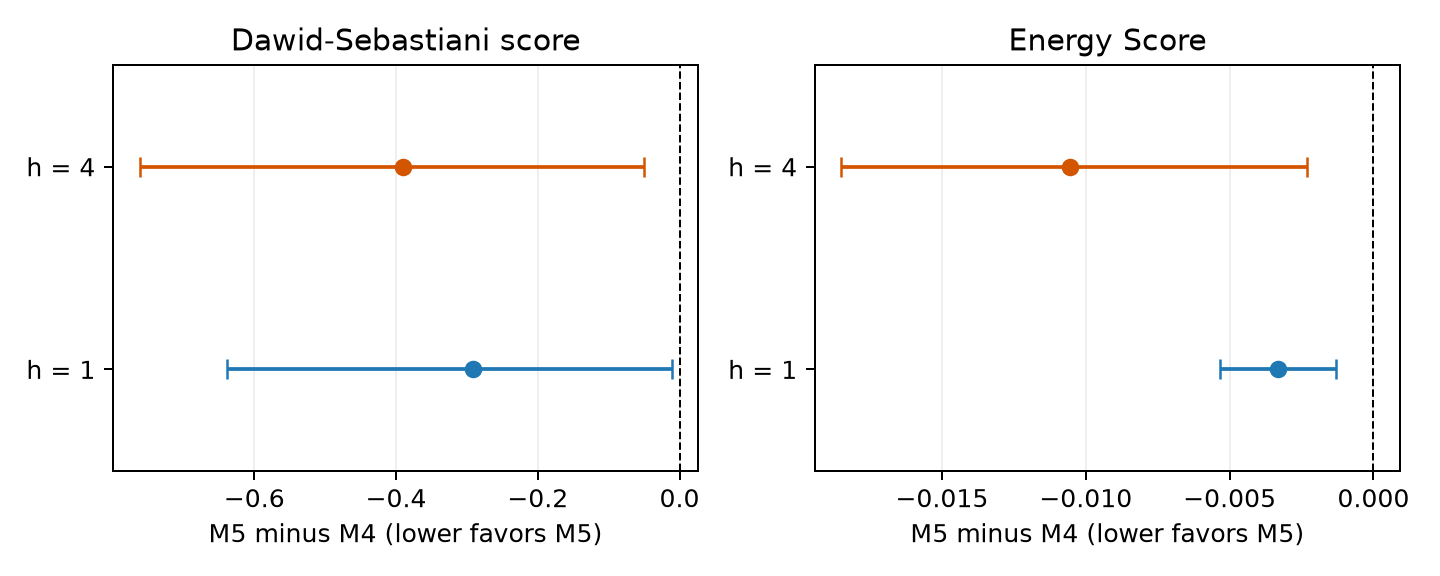 Dawid-Sebastiani score
h = 4
h = 1
−0.6 −0.4 −0.2 0.0
M5 minus M4 (lower favors M5)
Energy Score
h = 4
h = 1
−0.015 −0.010 −0.005 0.000
M5 minus M4 (lower favors M5)